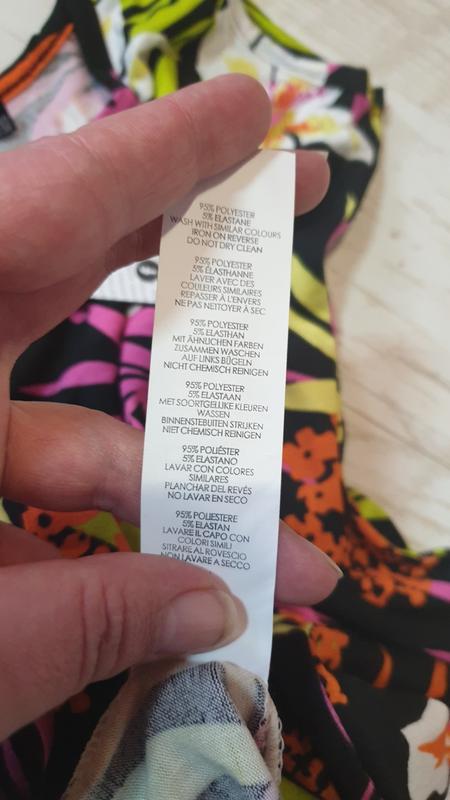 95% POLYESTER
5% ELASTANE
WASH WITH SIMILAR COLOURS
IRON ON REVERSE
DO NOT DRY CLEAN
95% POLYESTER
5% ÉLASTHANNE
LAVER AVEC DES
COULEURS SIMILAIRES
REPASSER À L'ENVERS
NE PAS NETTOYER À SEC
95% POLYESTER
5% ELASTHAN
MIT ÄHNLICHEN FARBEN
ZUSAMMEN WASCHEN
AUF LINKS BÜGELN
NICHT CHEMISCH REINIGEN
95% POLYESTER
5% ELASTAAN
MET SOORTGELIJKE KLEUREN
WASSEN
BINNENSTEBUITEN STRIJKEN
NIET CHEMISCH REINIGEN
95% POLIÉSTER
5% ELASTANO
LAVAR CON COLORES
SIMILARES
PLANCHAR DEL REVÉS
NO LAVAR EN SECO
95% POLIESTERE
5% ELASTAN
LAVARE IL CAPO CON
COLORI SIMILI
STIRARE AL ROVESCIO
NON LAVARE A SECCO